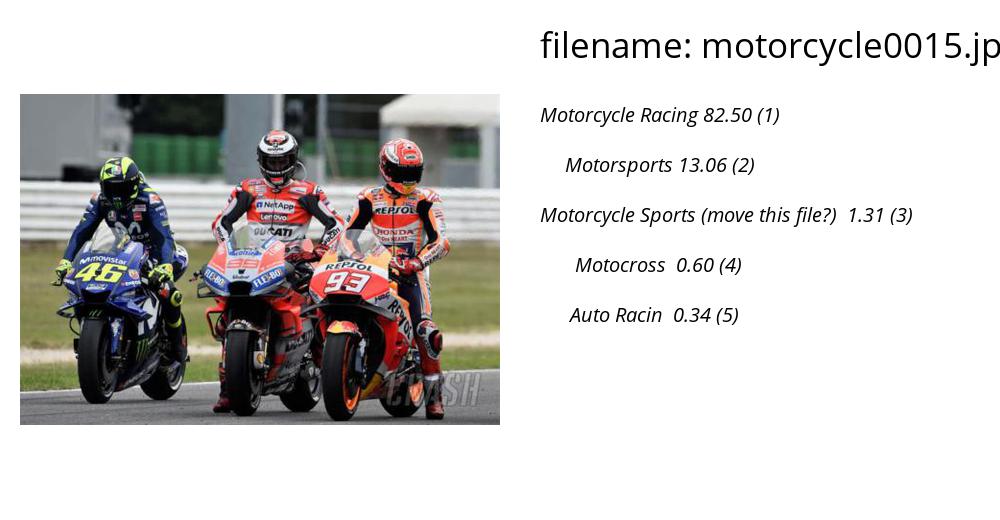 filename: motorcycle0015.jp
Motorcycle Racing 82.50 (1)
Motorsports 13.06 (2)
Motorcycle Sports (move this file?) 1.31 (3)
Motocross 0.60 (4)
Auto Racin 0.34 (5)
NetApp
Lenovo
DUCATI
REPSOL
HONDA
movistar
46
FLEX-BOX
REPSOL
93
REPSOL
CRASH